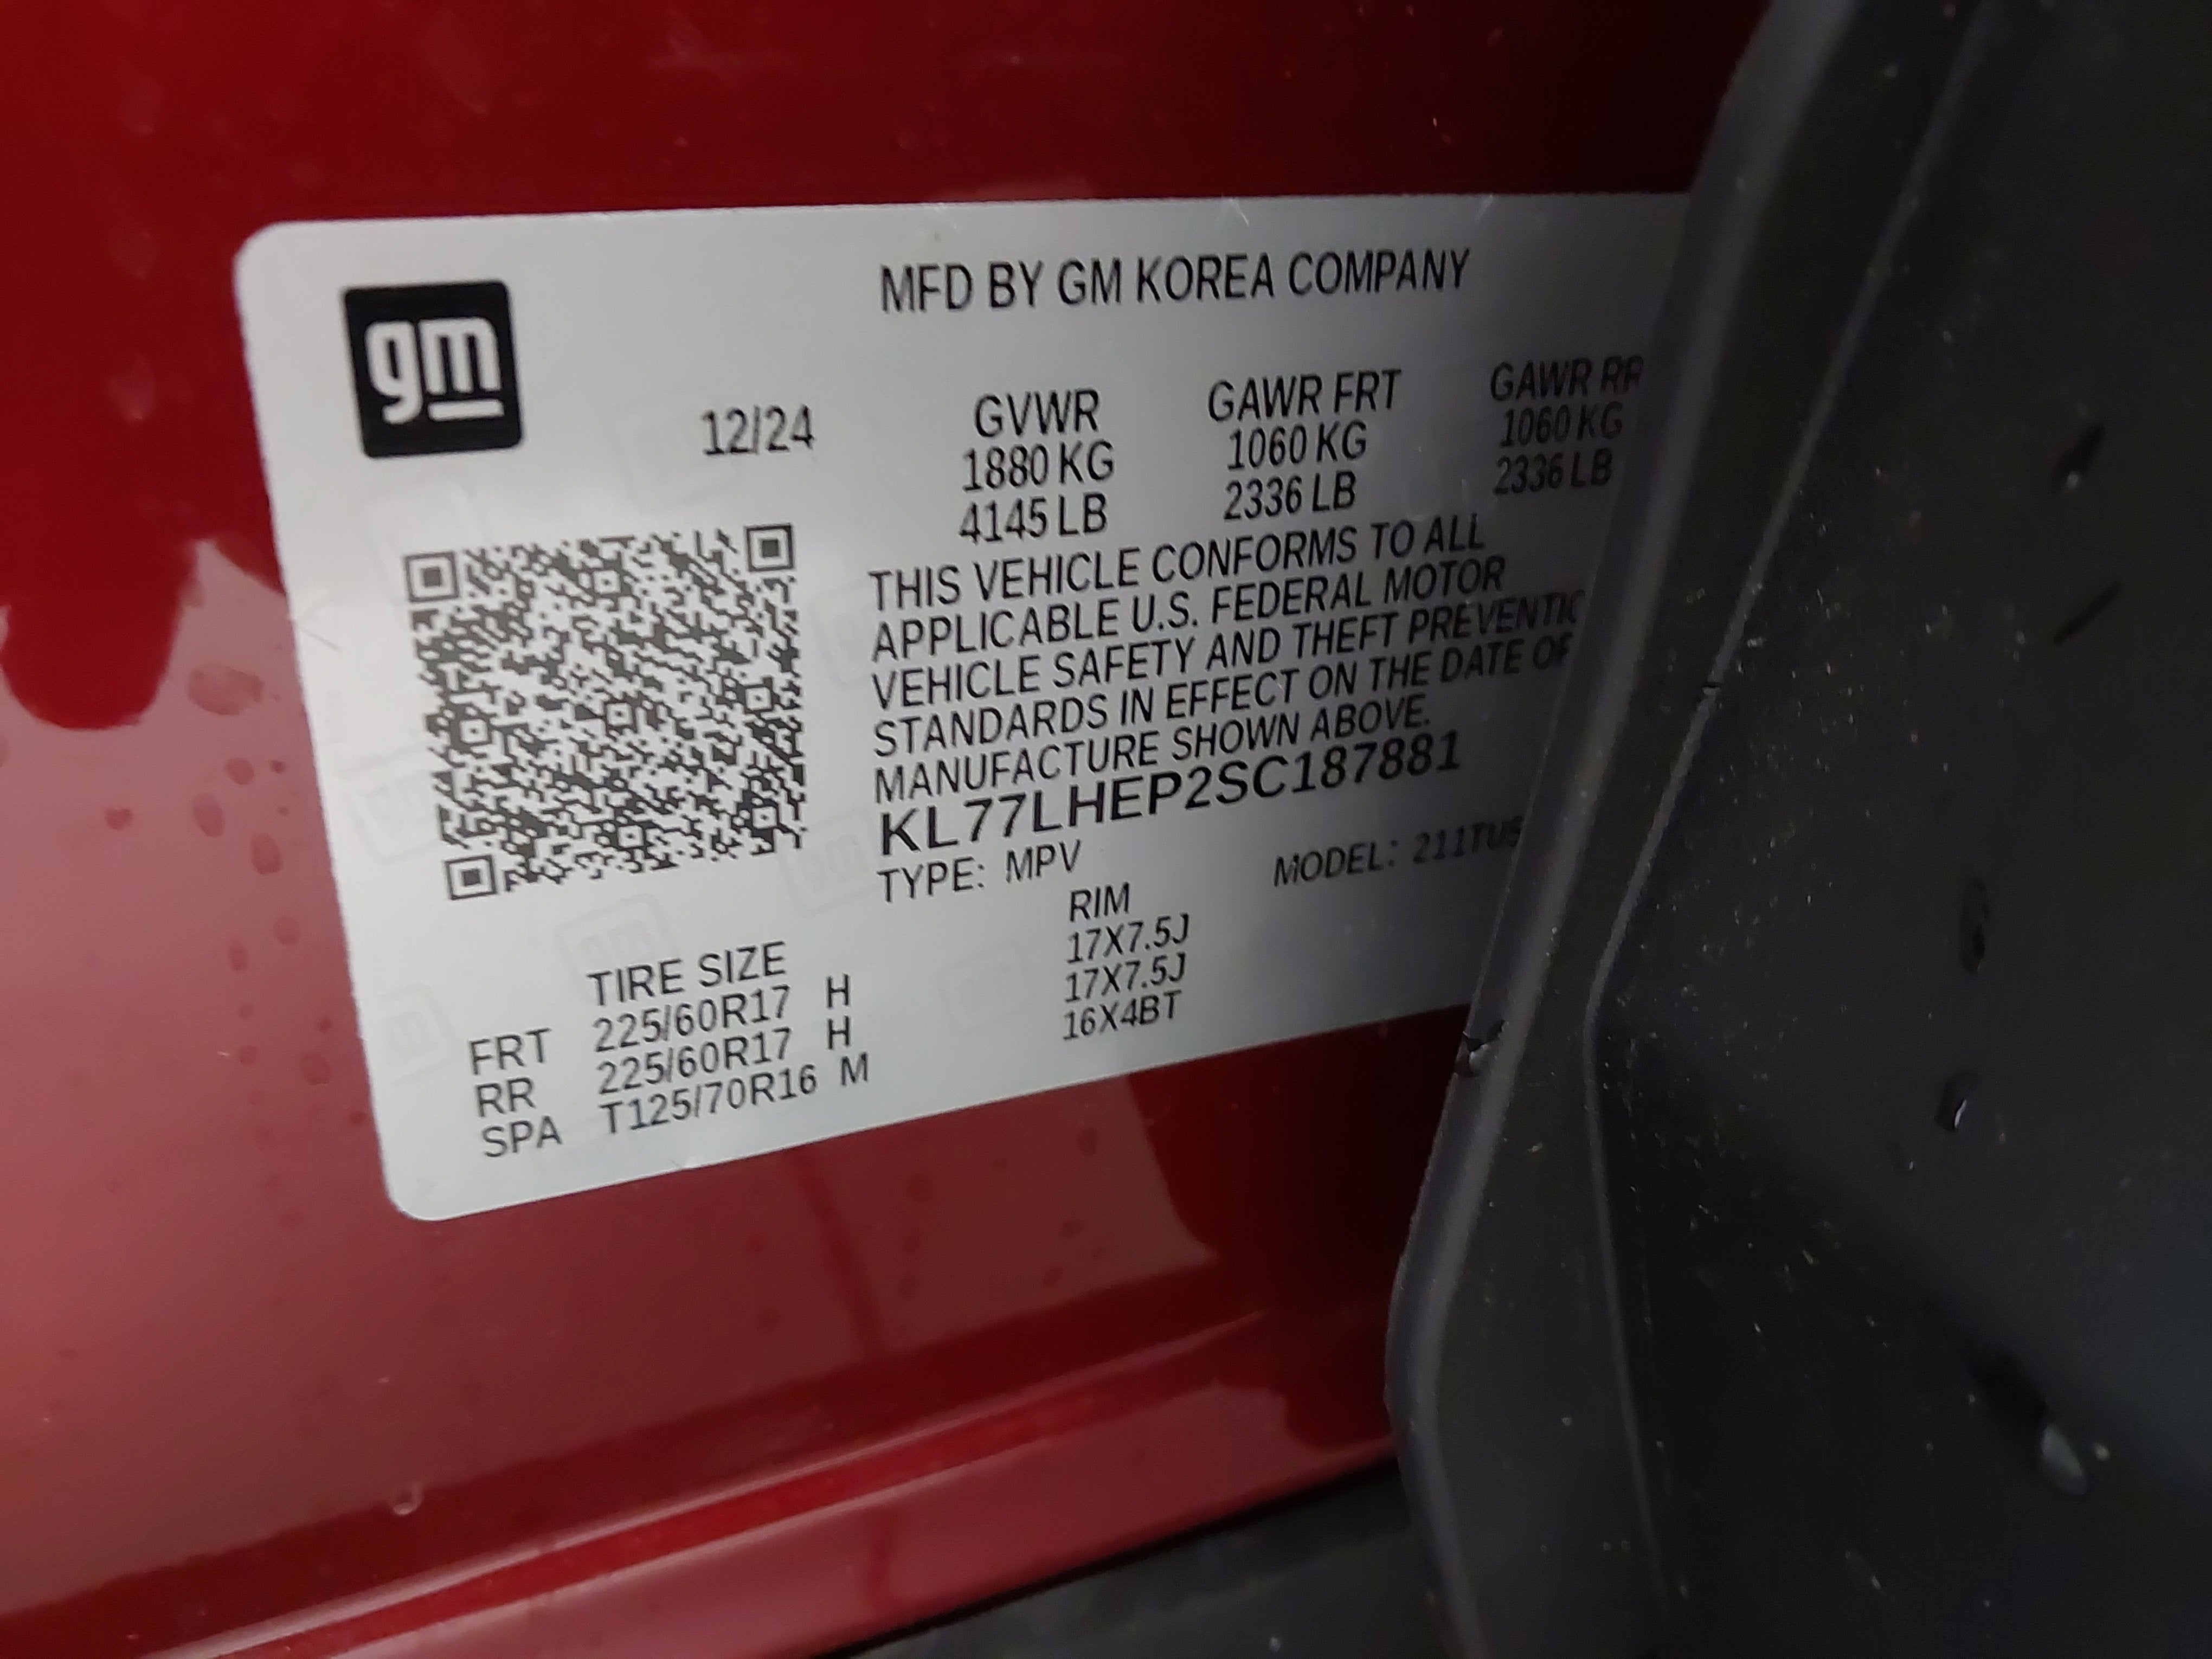 gm
MFD BY GM KOREA COMPANY
12/24 GVWR GAWR FRT GAWR RR
1880 KG 1060 KG 1060 KG
4145 LB 2336 LB 2336 LB
THIS VEHICLE CONFORMS TO ALL
APPLICABLE U.S. FEDERAL MOTOR
VEHICLE SAFETY AND THEFT
STANDARDS IN EFFECT ON THE DATE OF
MANUFACTURE SHOWN ABOVE.
KL77LHEP2SC187881
TYPE: MPV MODEL:
TIRE SIZE RIM
FRT 225/60R17 H 17X7.5J
RR 225/60R17 H 17X7.5J
SPA T125/70R16 M 16X4BT